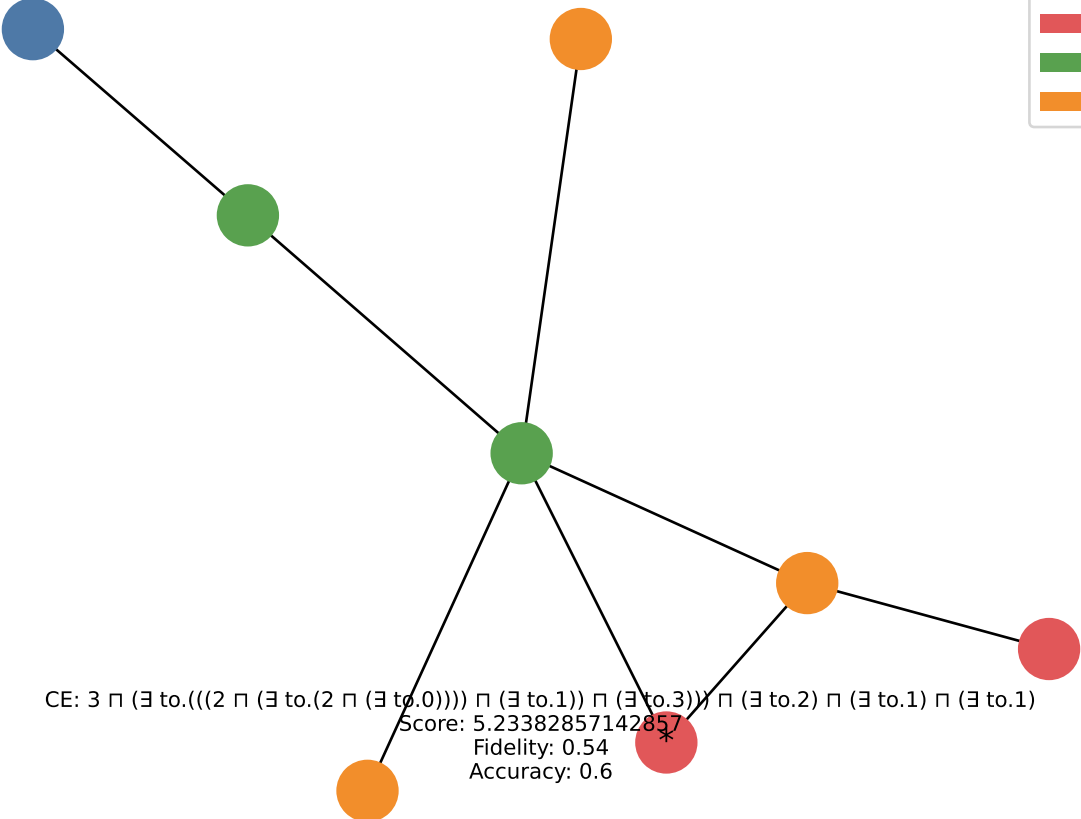 CE: 3 ⊓ (∃ to.(((2 ⊓ (∃ to.(2 ⊓ (∃ to.0)))) ⊓ (∃ to.1)) ⊓ (∃ to.3))) ⊓ (∃ to.2) ⊓ (∃ to.1) ⊓ (∃ to.1)
Score: 5.23382857142857
*
Fidelity: 0.54
Accuracy: 0.6